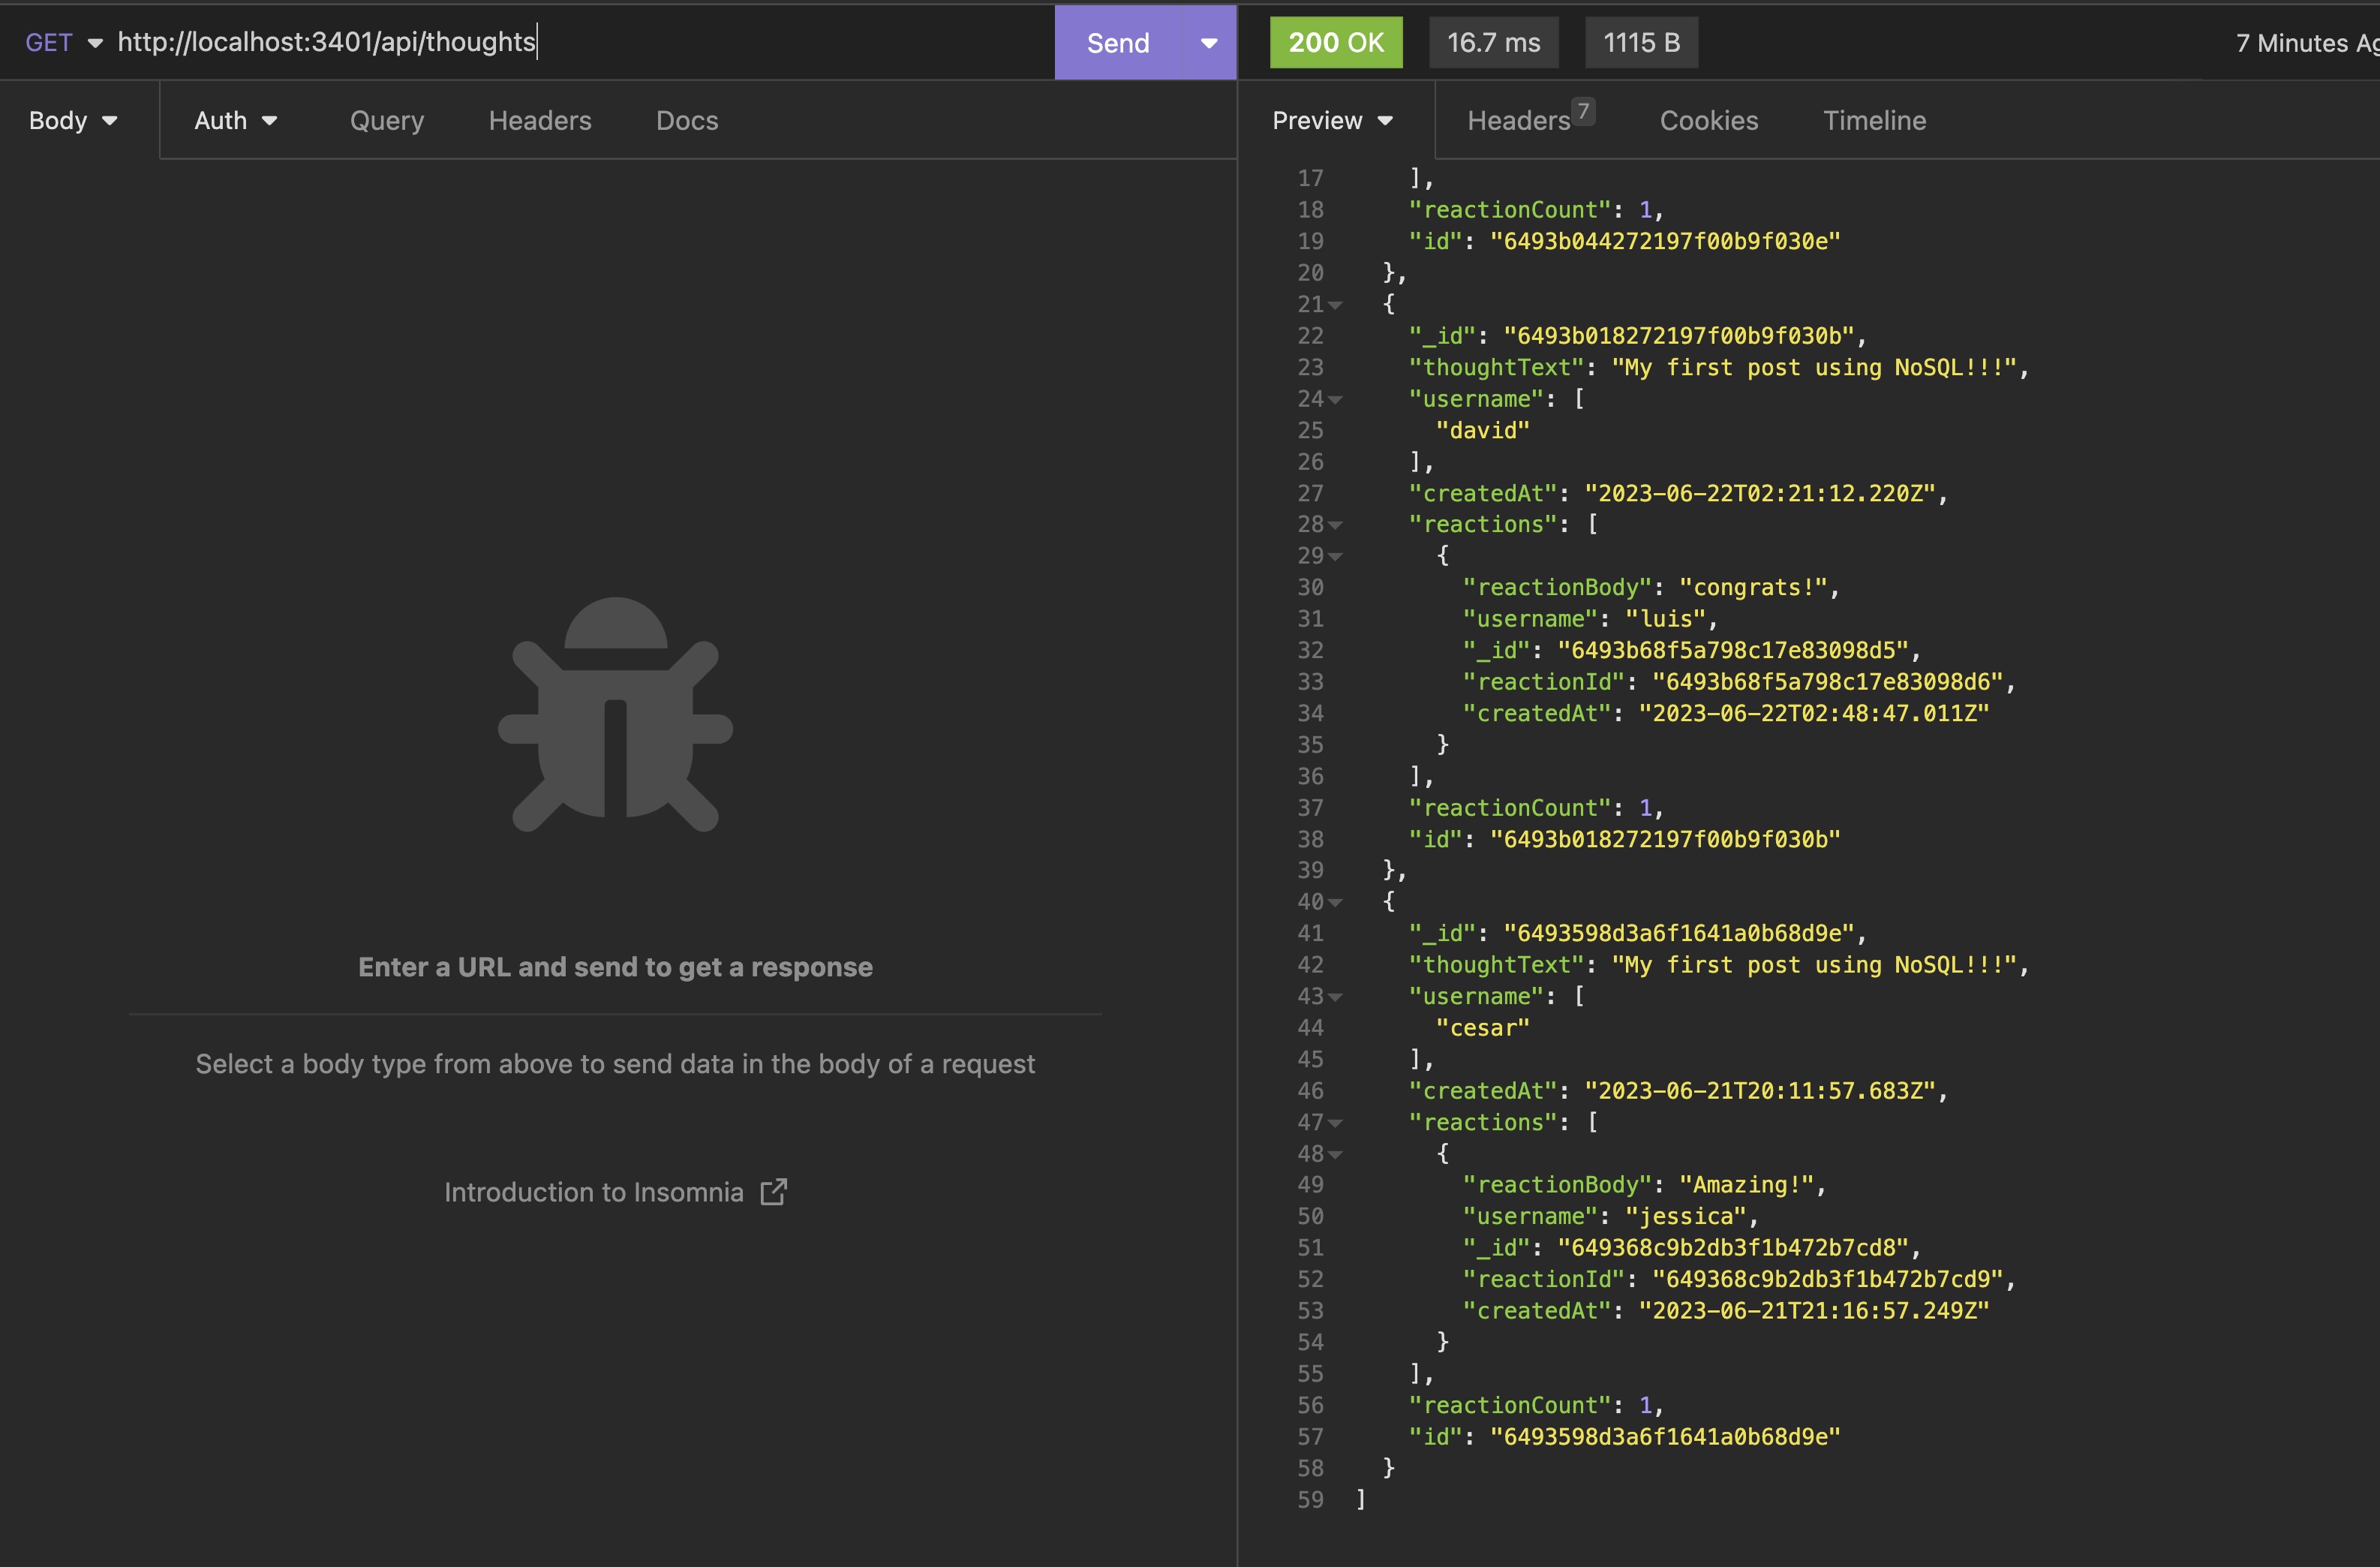 GET http://localhost:3401/api/thoughts Send 200 OK 16.7 ms 1115 B 7 Minutes
Body Auth Query Headers Docs Preview Headers 7 Cookies Timeline
Enter a URL and send to get a response
Select a body type from above to send data in the body of a request
Introduction to Insomnia
17 ],
18 "reactionCount": 1,
19 "id": "6493b044272197f00b9f030e"
20 },
21 {
22 "_id": "6493b018272197f00b9f030b",
23 "thoughtText": "My first post using NoSQL!!!",
24 "username": [
25 "david"
26 ],
27 "createdAt": "2023-06-22T02:21:12.220Z",
28 "reactions": [
29 {
30 "reactionBody": "congrats!",
31 "username": "luis",
32 "_id": "6493b68f5a798c17e83098d5",
33 "reactionId": "6493b68f5a798c17e83098d6",
34 "createdAt": "2023-06-22T02:48:47.011Z"
35 }
36 ],
37 "reactionCount": 1,
38 "id": "6493b018272197f00b9f030b"
39 },
40 {
41 "_id": "6493598d3a6f1641a0b68d9e",
42 "thoughtText": "My first post using NoSQL!!!",
43 "username": [
44 "cesar"
45 ],
46 "createdAt": "2023-06-21T20:11:57.683Z",
47 "reactions": [
48 {
49 "reactionBody": "Amazing!",
50 "username": "jessica",
51 "_id": "649368c9b2db3f1b472b7cd8",
52 "reactionId": "649368c9b2db3f1b472b7cd9",
53 "createdAt": "2023-06-21T21:16:57.249Z"
54 }
55 ],
56 "reactionCount": 1,
57 "id": "6493598d3a6f1641a0b68d9e"
58 }
59 ]